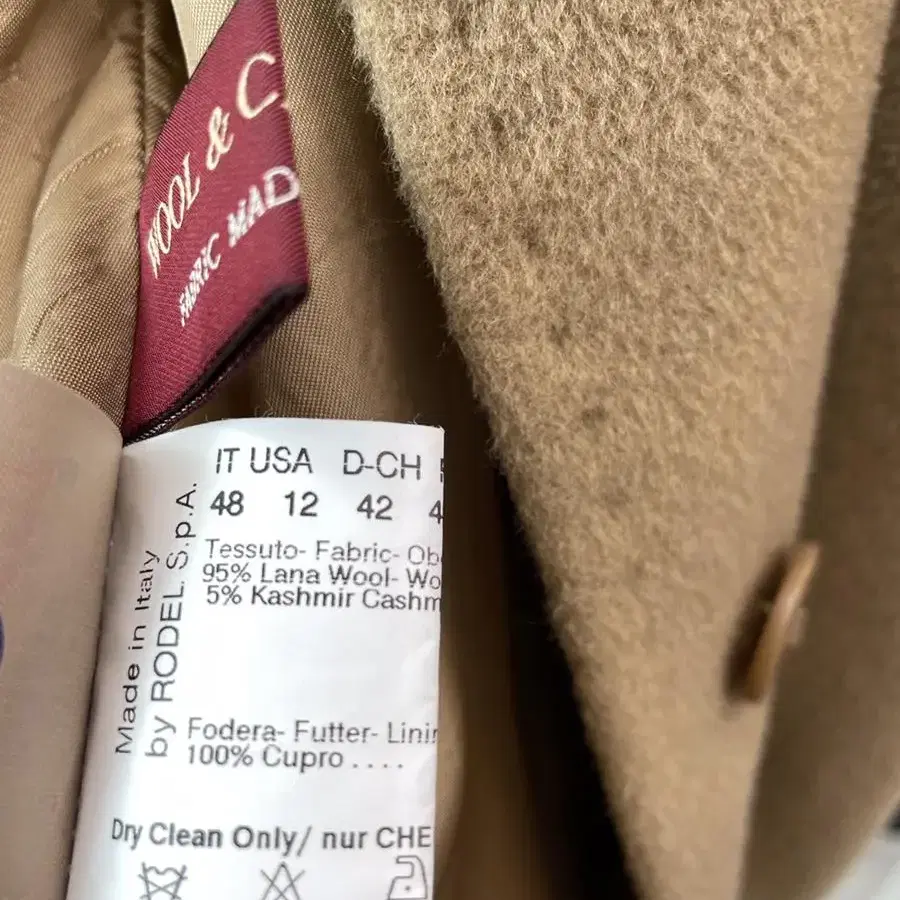 WOOL & C
FABRIC MAD
IT USA D-CH
48 12 42 4
Tessuto- Fabric- Ob
95% Lana Wool- Wo
5% Kashmir Cashm
Made in Italy
by RODEL S.p.A.
Fodera- Futter- Linin
100% Cupro . . . .
Dry Clean Only/ nur CHE